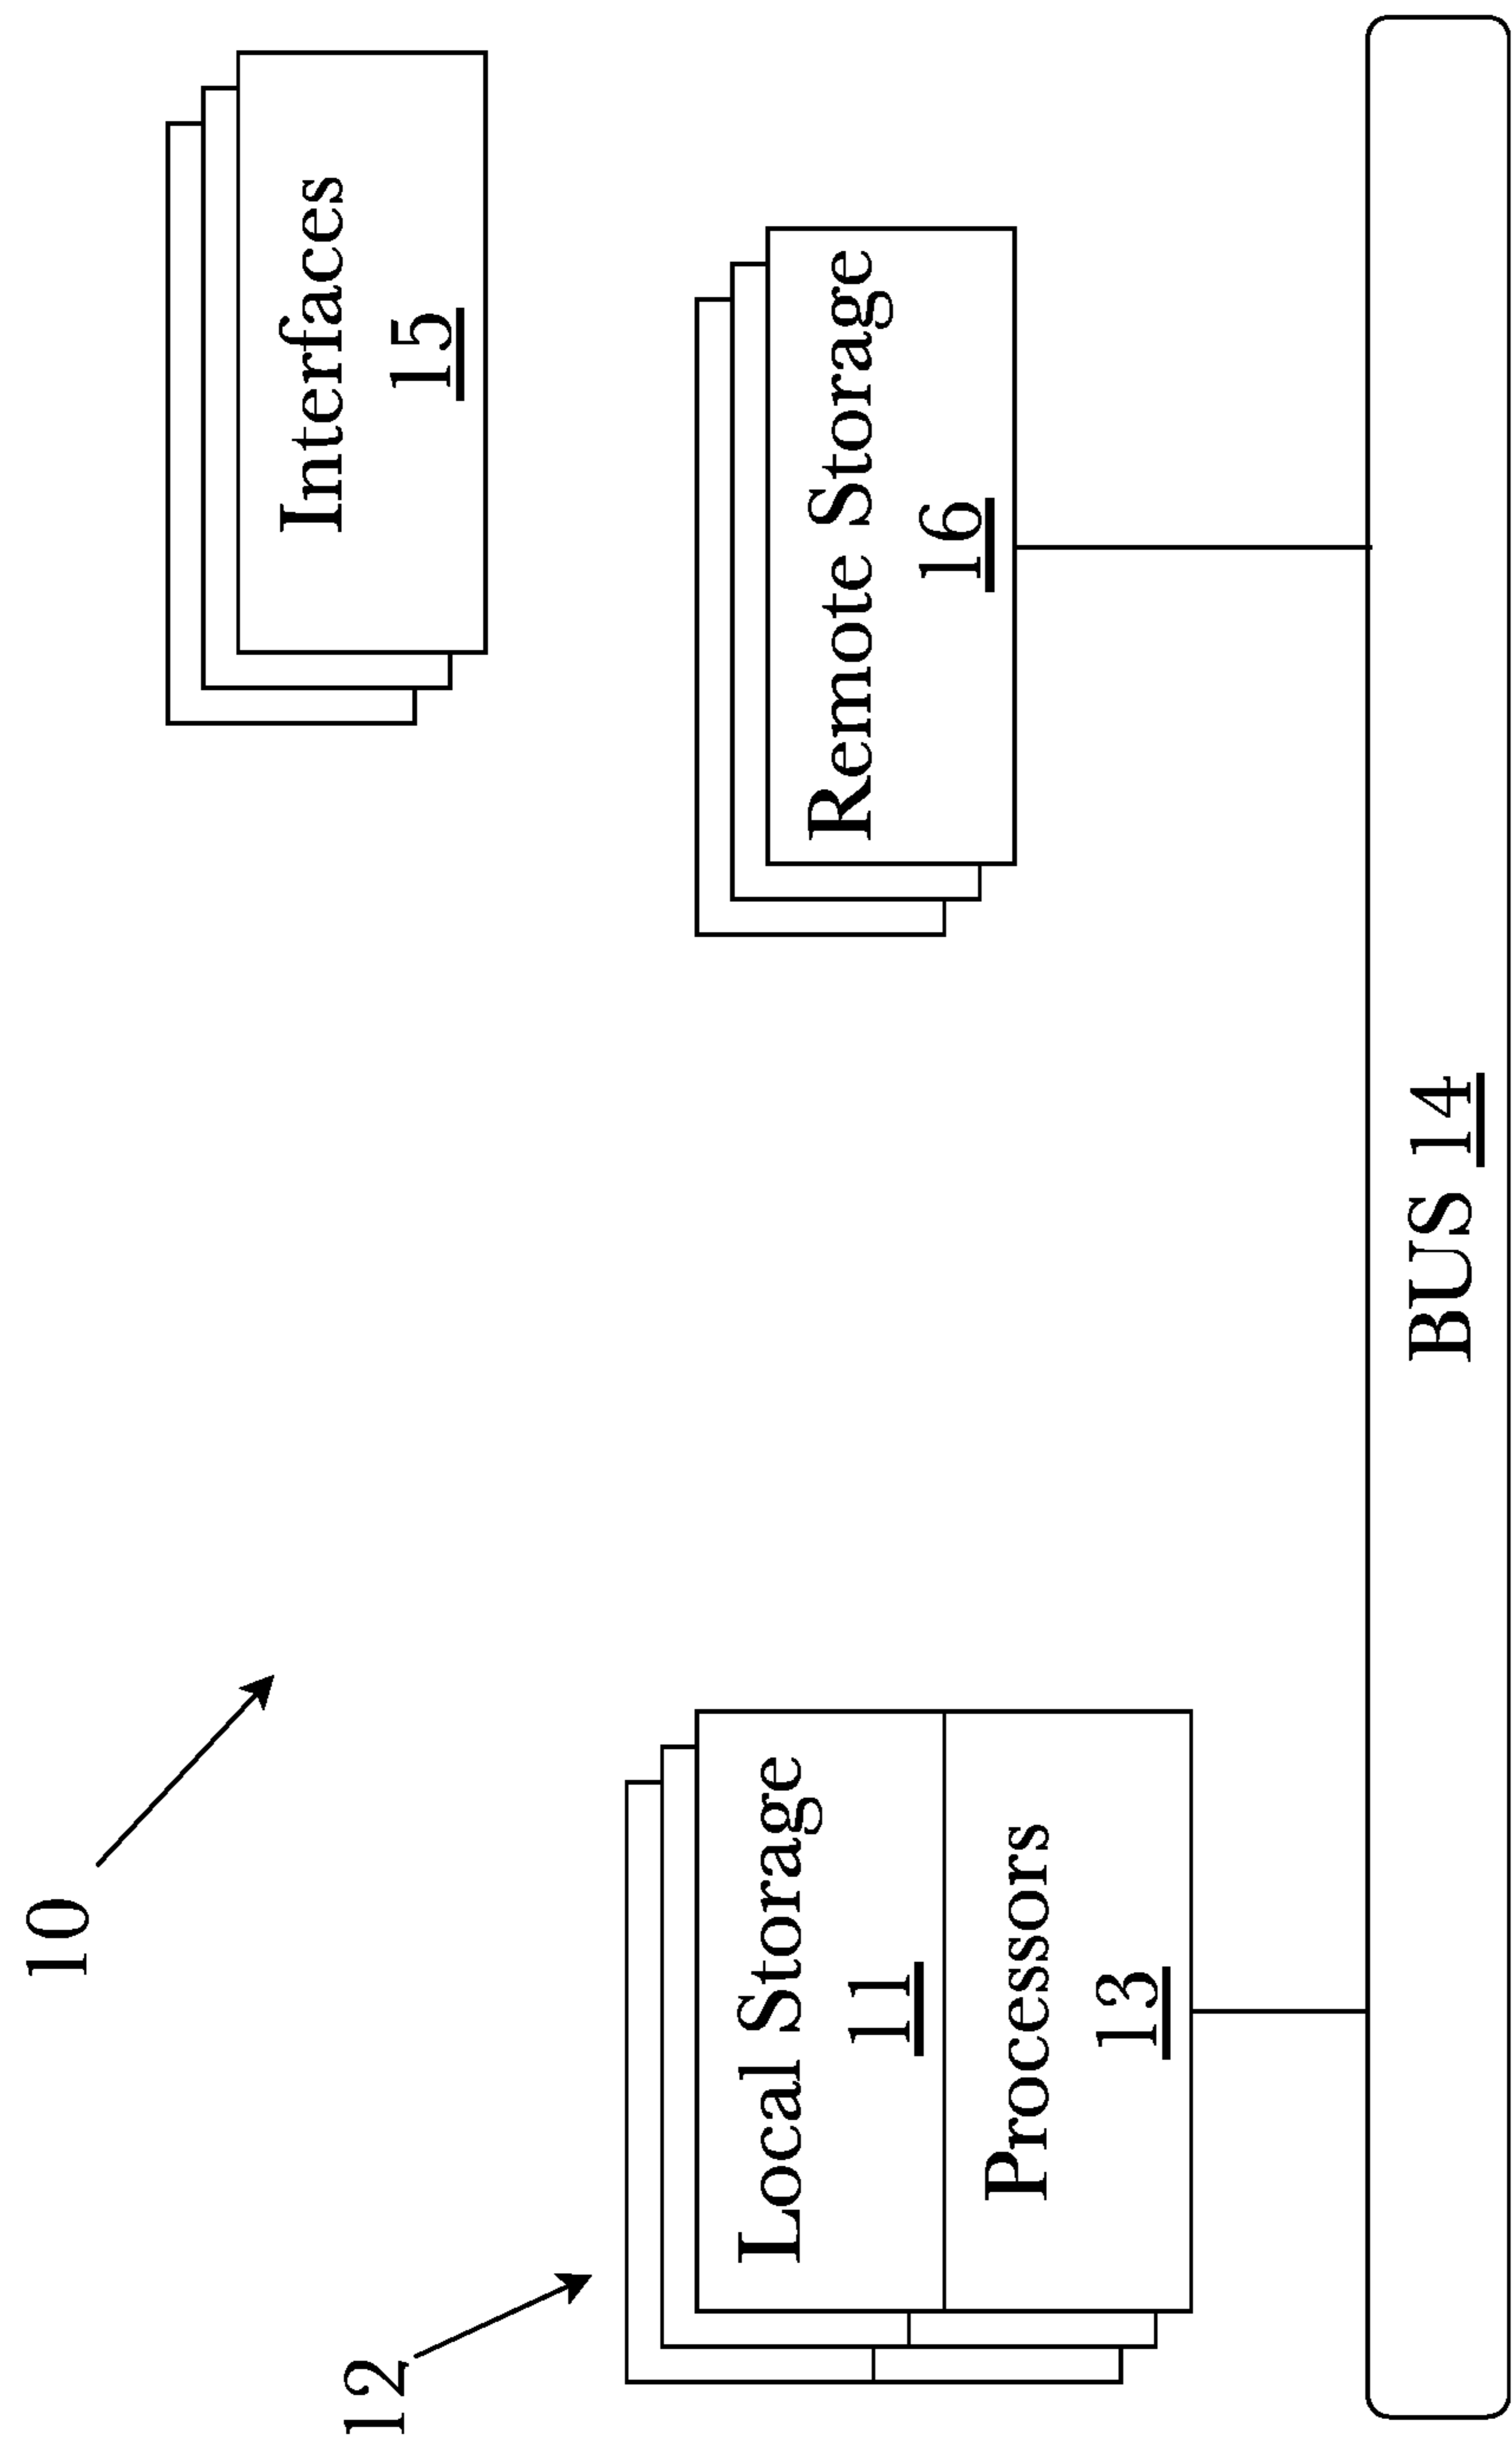 10
12
Local Storage
11
Processors
13
Interfaces
15
Remote Storage
16
BUS 14